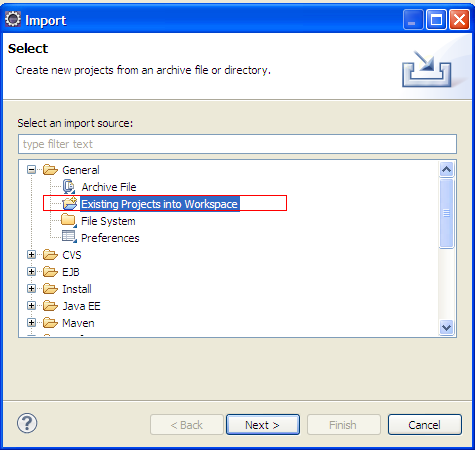 Import
Select
Create new projects from an archive file or directory.
Select an import source:
type filter text
General
Archive File
Existing Projects into Workspace
File System
Preferences
CVS
EJB
Install
Java EE
Maven
?
< Back
Next >
Finish
Cancel